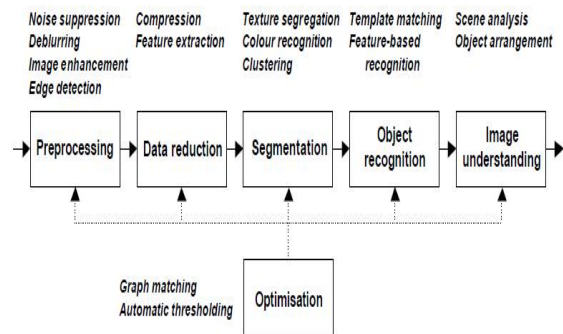 Noise suppression
Deblurring
Image enhancement
Edge detection
Compression
Feature extraction
Texture segregation
Colour recognition
Clustering
Template matching
Feature-based
recognition
Scene analysis
Object arrangement
Preprocessing
Data reduction
Segmentation
Object
recognition
Image
understanding
Graph matching
Automatic thresholding
Optimisation